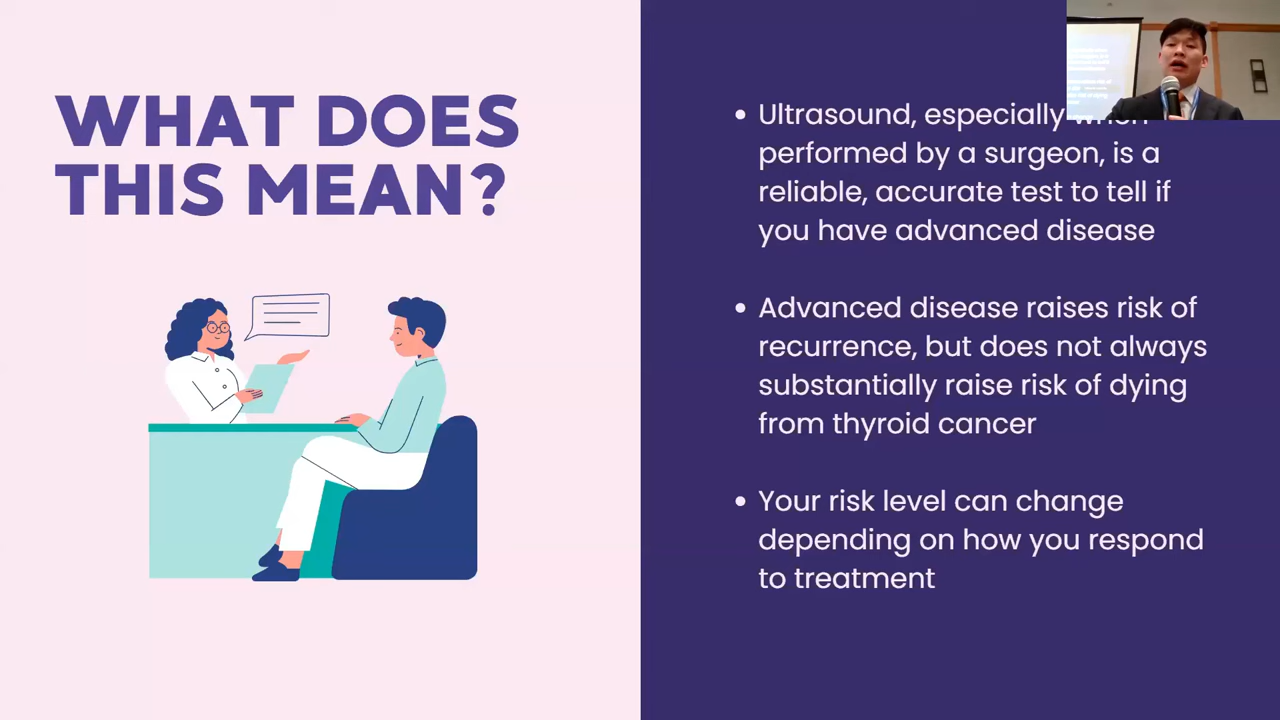 WHAT DOES
THIS MEAN?
• Ultrasound, especially when
performed by a surgeon, is a
reliable, accurate test to tell if
you have advanced disease
• Advanced disease raises risk of
recurrence, but does not always
substantially raise risk of dying
from thyroid cancer
• Your risk level can change
depending on how you respond
to treatment